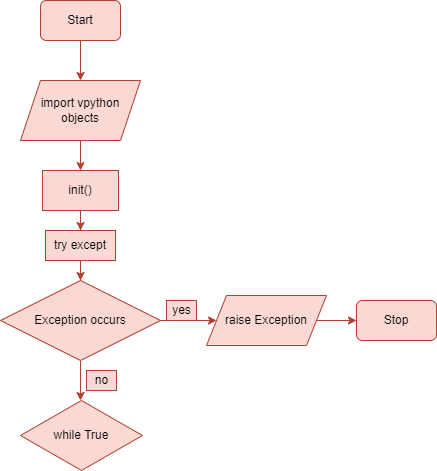 Start
import vpython
objects
init()
try except
Exception occurs
yes
raise Exception
Stop
no
while True